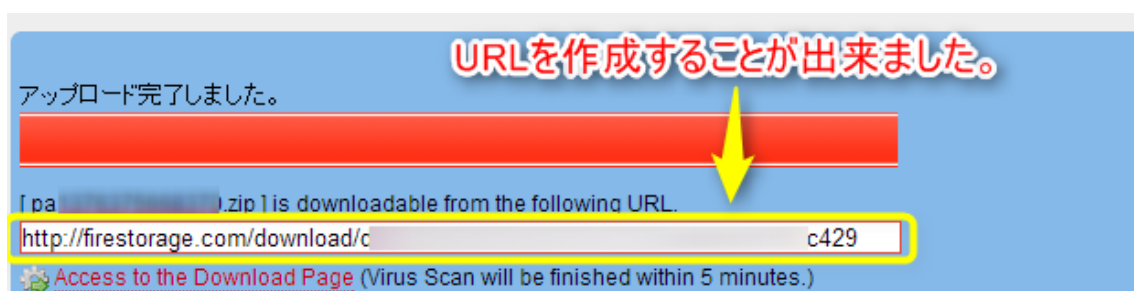 URLを作成することが出来ました。
アップロード完了しました。
[ pa .zip ] is downloadable from the following URL.
http://firestorage.com/download/ c429
Access to the Download Page (Virus Scan will be finished within 5 minutes.)